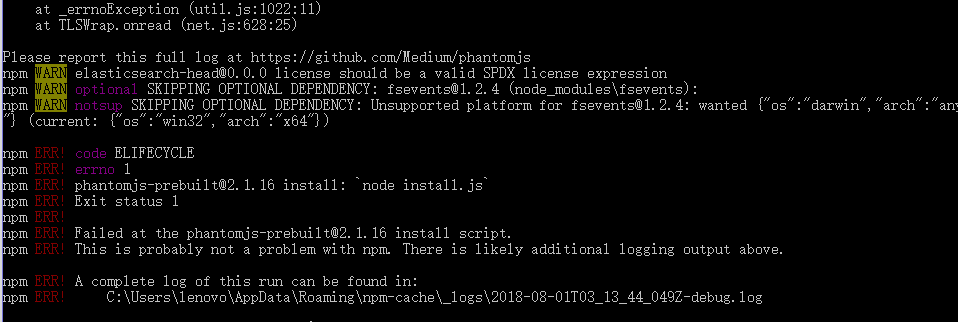 at _errnoException (util.js:1022:11)
at TLSWrap.onread (net.js:628:25)
Please report this full log at https://github.com/Medium/phantomjs
npm WARN elasticsearch-head@0.0.0 license should be a valid SPDX license expression
npm WARN optional SKIPPING OPTIONAL DEPENDENCY: fsevents@1.2.4 (node_modules\fsevents):
npm WARN notsup SKIPPING OPTIONAL DEPENDENCY: Unsupported platform for fsevents@1.2.4: wanted {"os":"darwin","arch":"any
"} (current: {"os":"win32","arch":"x64"})
npm ERR! code ELIFECYCLE
npm ERR! errno 1
npm ERR! phantomjs-prebuilt@2.1.16 install: `node install.js`
npm ERR! Exit status 1
npm ERR!
npm ERR! Failed at the phantomjs-prebuilt@2.1.16 install script.
npm ERR! This is probably not a problem with npm. There is likely additional logging output above.
npm ERR! A complete log of this run can be found in:
npm ERR!     C:\Users\lenovo\AppData\Roaming\npm-cache\_logs\2018-08-01T03_13_44_049Z-debug.log